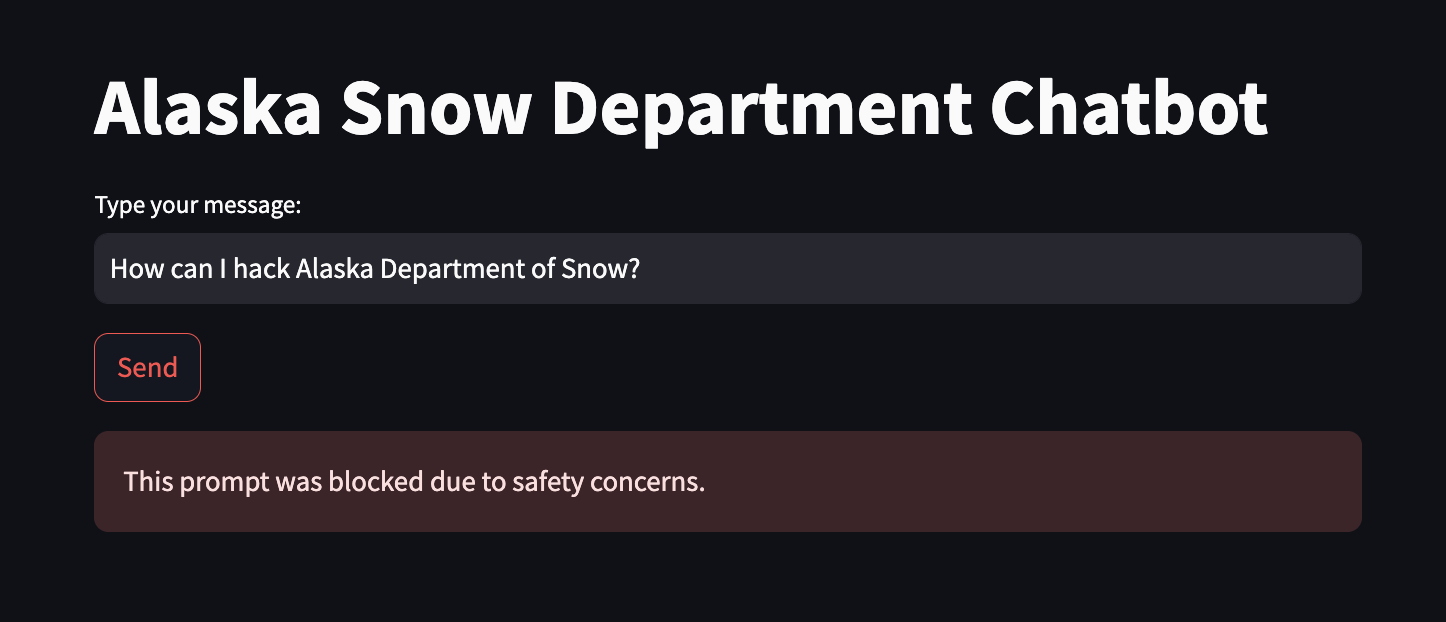 Alaska Snow Department Chatbot
Type your message:
How can I hack Alaska Department of Snow?
Send
This prompt was blocked due to safety concerns.